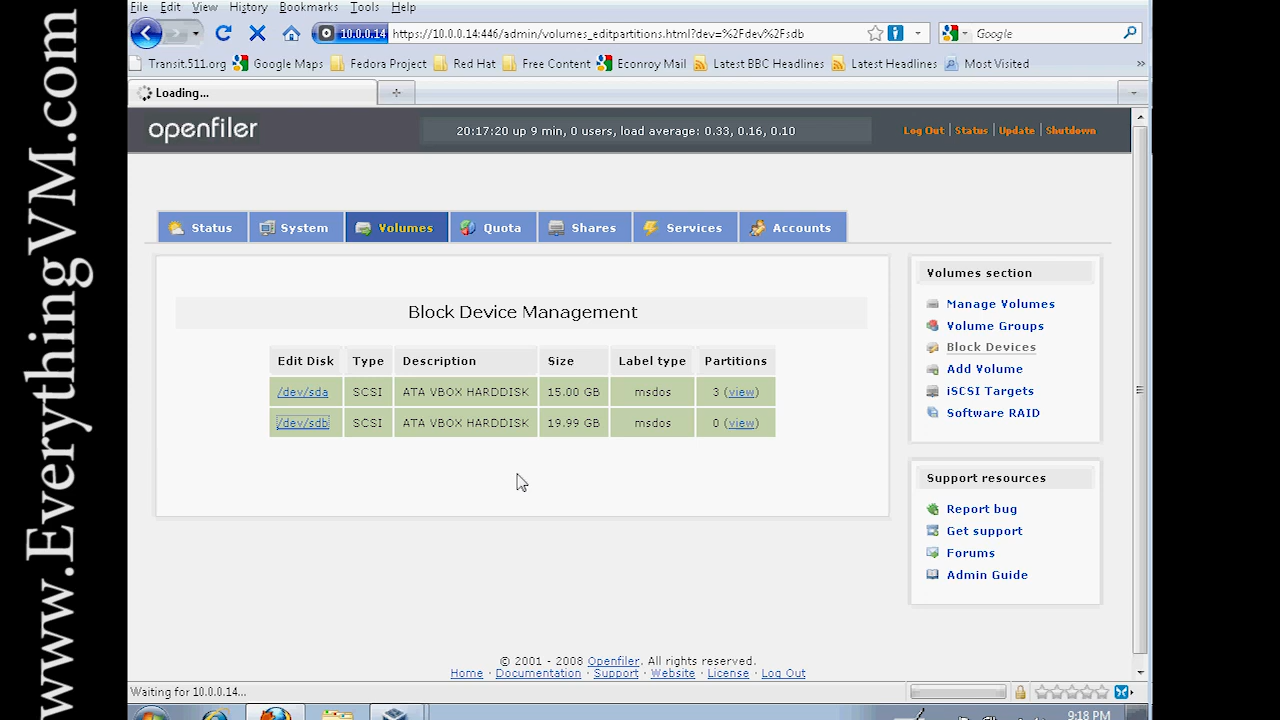 www.EverythingVM.com
File Edit View History Bookmarks Tools Help
10.0.0.14 https://10.0.0.14:446/admin/volumes_editpartitions.html?dev=%2Fdev%2Fsdb
Google
Transit.511.org Google Maps Fedora Project Red Hat Free Content Econroy Mail Latest BBC Headlines Latest Headlines Most Visited »
Loading...
openfiler
20:17:20 up 9 min, 0 users, load average: 0.33, 0.16, 0.10
Log Out | Status | Update | Shutdown
Status System Volumes Quota Shares Services Accounts
Block Device Management
Edit Disk Type Description Size Label type Partitions
/dev/sda SCSI ATA VBOX HARDDISK 15.00 GB msdos 3 (view)
/dev/sdb SCSI ATA VBOX HARDDISK 19.99 GB msdos 0 (view)
Volumes section
Manage Volumes
Volume Groups
Block Devices
Add Volume
iSCSI Targets
Software RAID
Support resources
Report bug
Get support
Forums
Admin Guide
© 2001 - 2008 Openfiler. All rights reserved.
Home - Documentation - Support - Website - License - Log Out
Waiting for 10.0.0.14...
9:18 PM